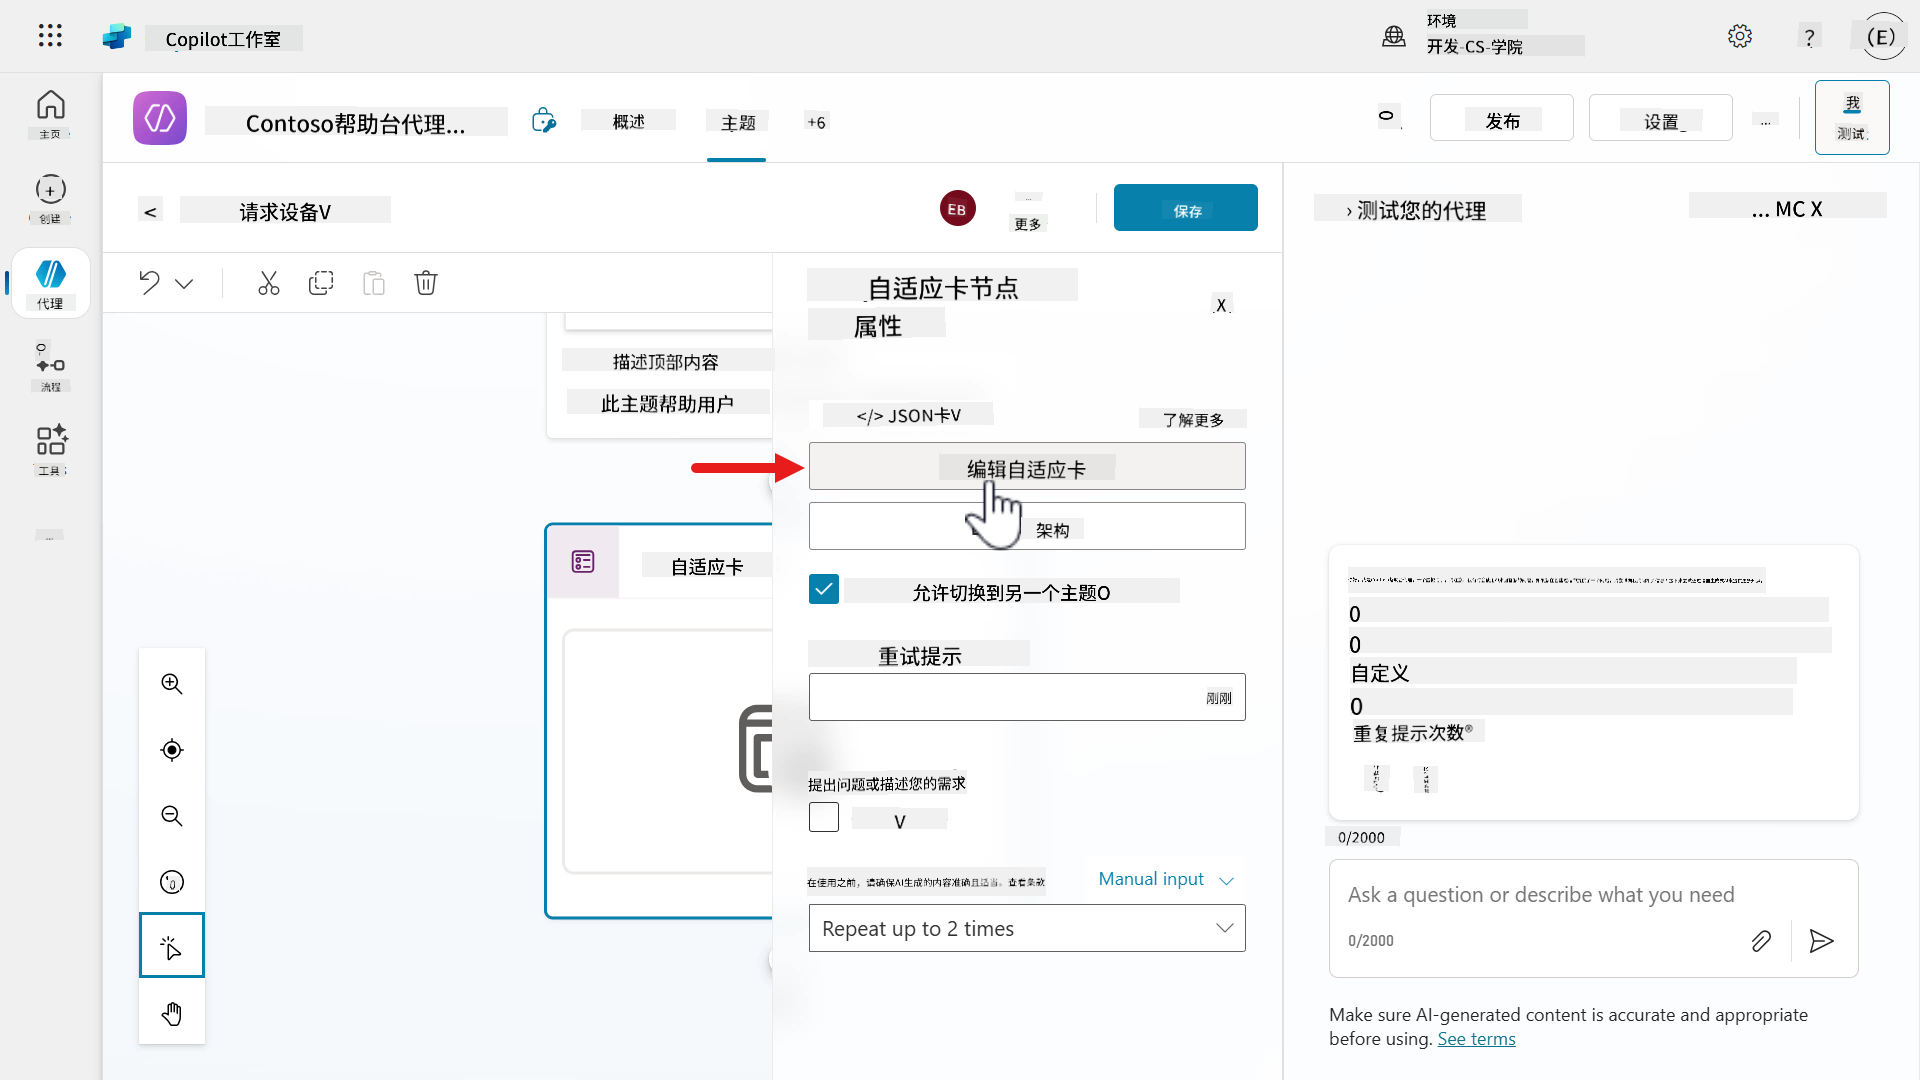 Copilot工作室
环境
开发-CS-学院
?
(E)
主页
创建
代理
流程
工具
Contoso帮助台代理...
概述
主题
+6
发布
设置
...
我
测试
<
请求设备V
EB
更多
保存
› 测试您的代理
... MC X
描述顶部内容
此主题帮助用户
自适应卡
自适应卡节点
属性
X
</> JSON卡V
了解更多
编辑自适应卡
架构
允许切换到另一个主题O
重试提示
刚刚
提出问题或描述您的需求
V
在使用之前，请确保AI生成的内容准确且适当。查看条款
Manual input
Repeat up to 2 times
0
0
自定义
0
重复提示次数®
0/2000
Ask a question or describe what you need
0/2000
Make sure AI-generated content is accurate and appropriate
before using. See terms